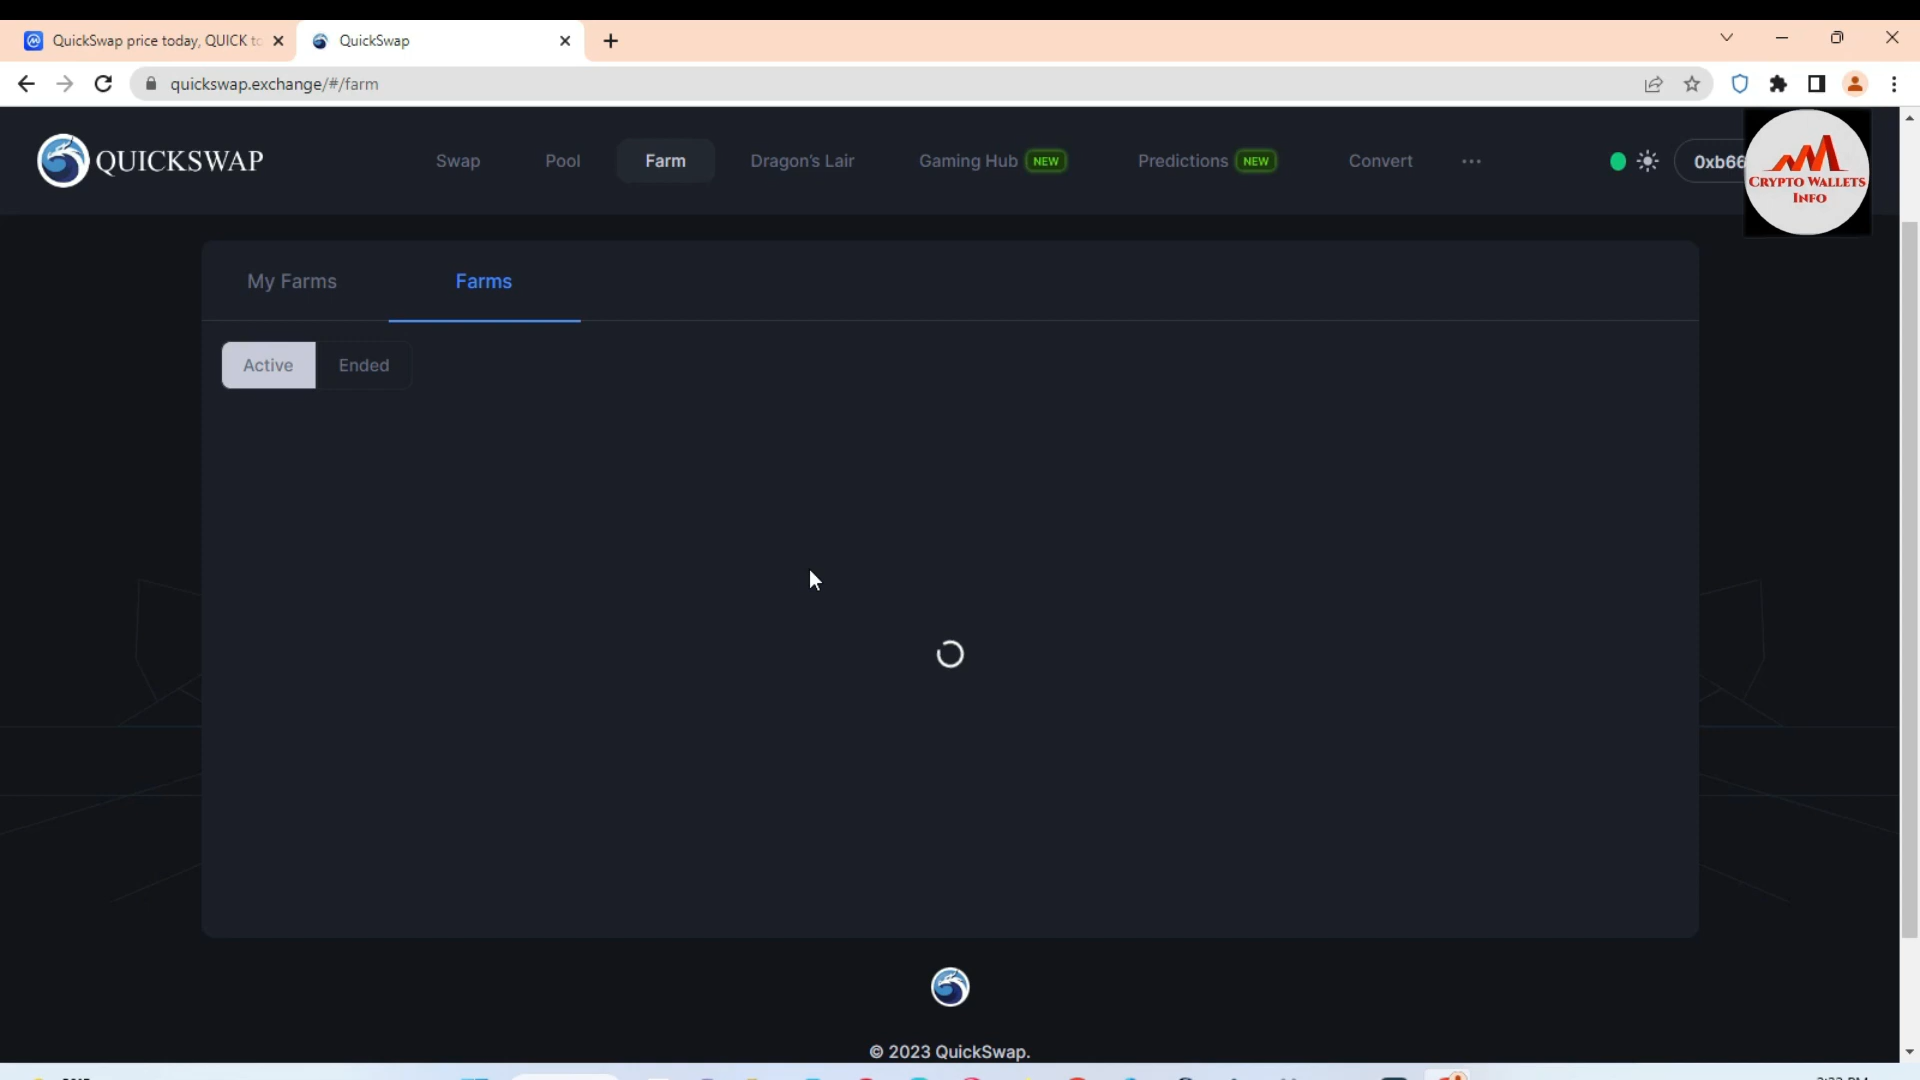 QuickSwap price today, QUICK to
QuickSwap
quickswap.exchange/#/farm
QUICKSWAP
Swap
Pool
Farm
Dragon's Lair
Gaming Hub NEW
Predictions NEW
Convert
0xb66
CRYPTO WALLETS
INFO
My Farms
Farms
Active
Ended
© 2023 QuickSwap.